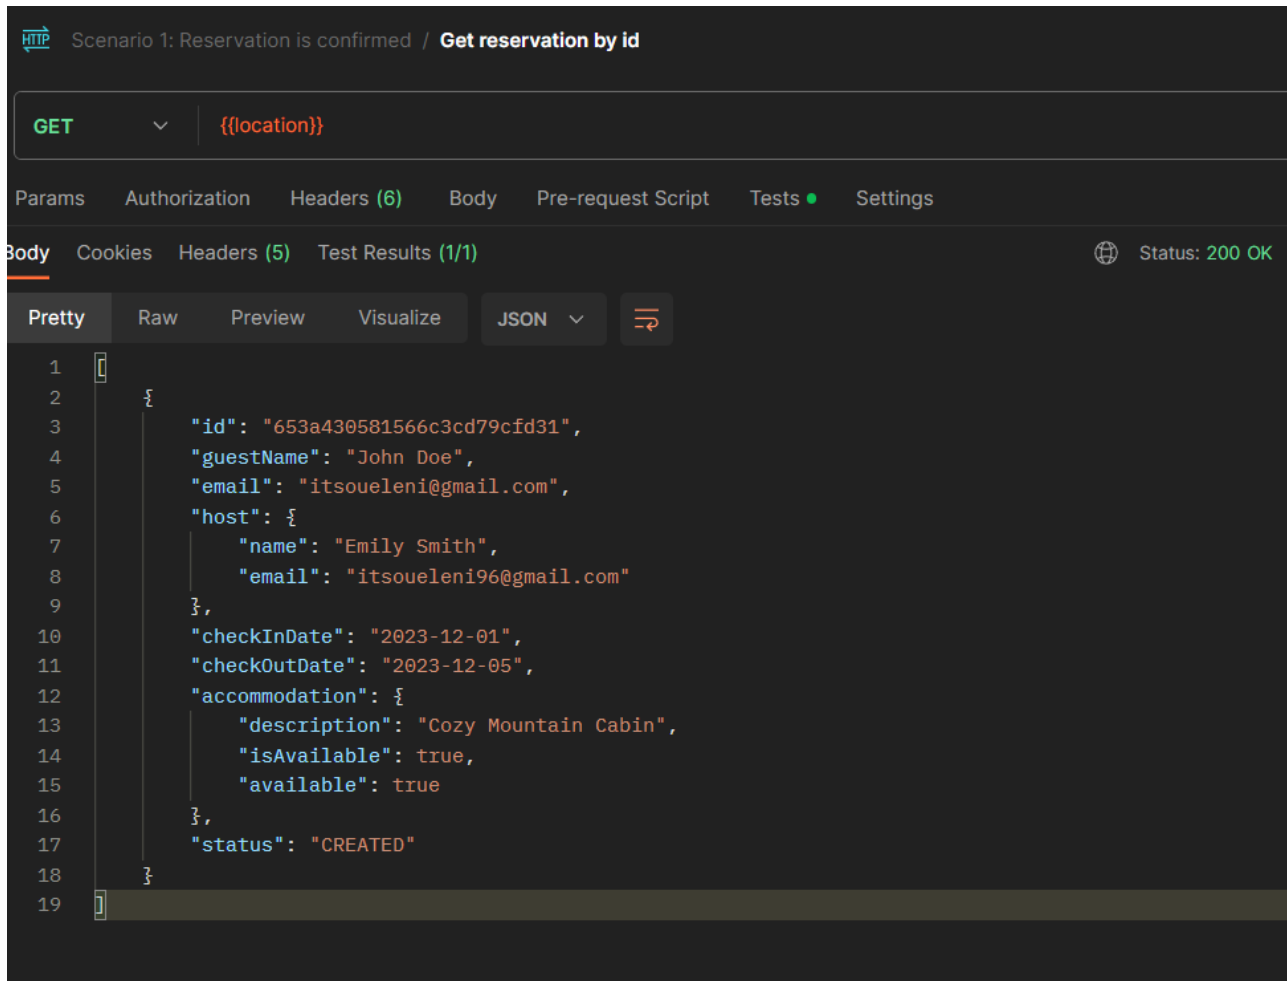 HTTP Scenario 1: Reservation is confirmed / Get reservation by id
GET {{location}}
Params Authorization Headers (6) Body Pre-request Script Tests Settings
Body Cookies Headers (5) Test Results (1/1) Status: 200 OK
Pretty Raw Preview Visualize JSON
1 [
2 {
3 "id": "653a430581566c3cd79cfd31",
4 "guestName": "John Doe",
5 "email": "itsoueleni@gmail.com",
6 "host": {
7 "name": "Emily Smith",
8 "email": "itsoueleni96@gmail.com"
9 },
10 "checkInDate": "2023-12-01",
11 "checkOutDate": "2023-12-05",
12 "accommodation": {
13 "description": "Cozy Mountain Cabin",
14 "isAvailable": true,
15 "available": true
16 },
17 "status": "CREATED"
18 }
19 ]